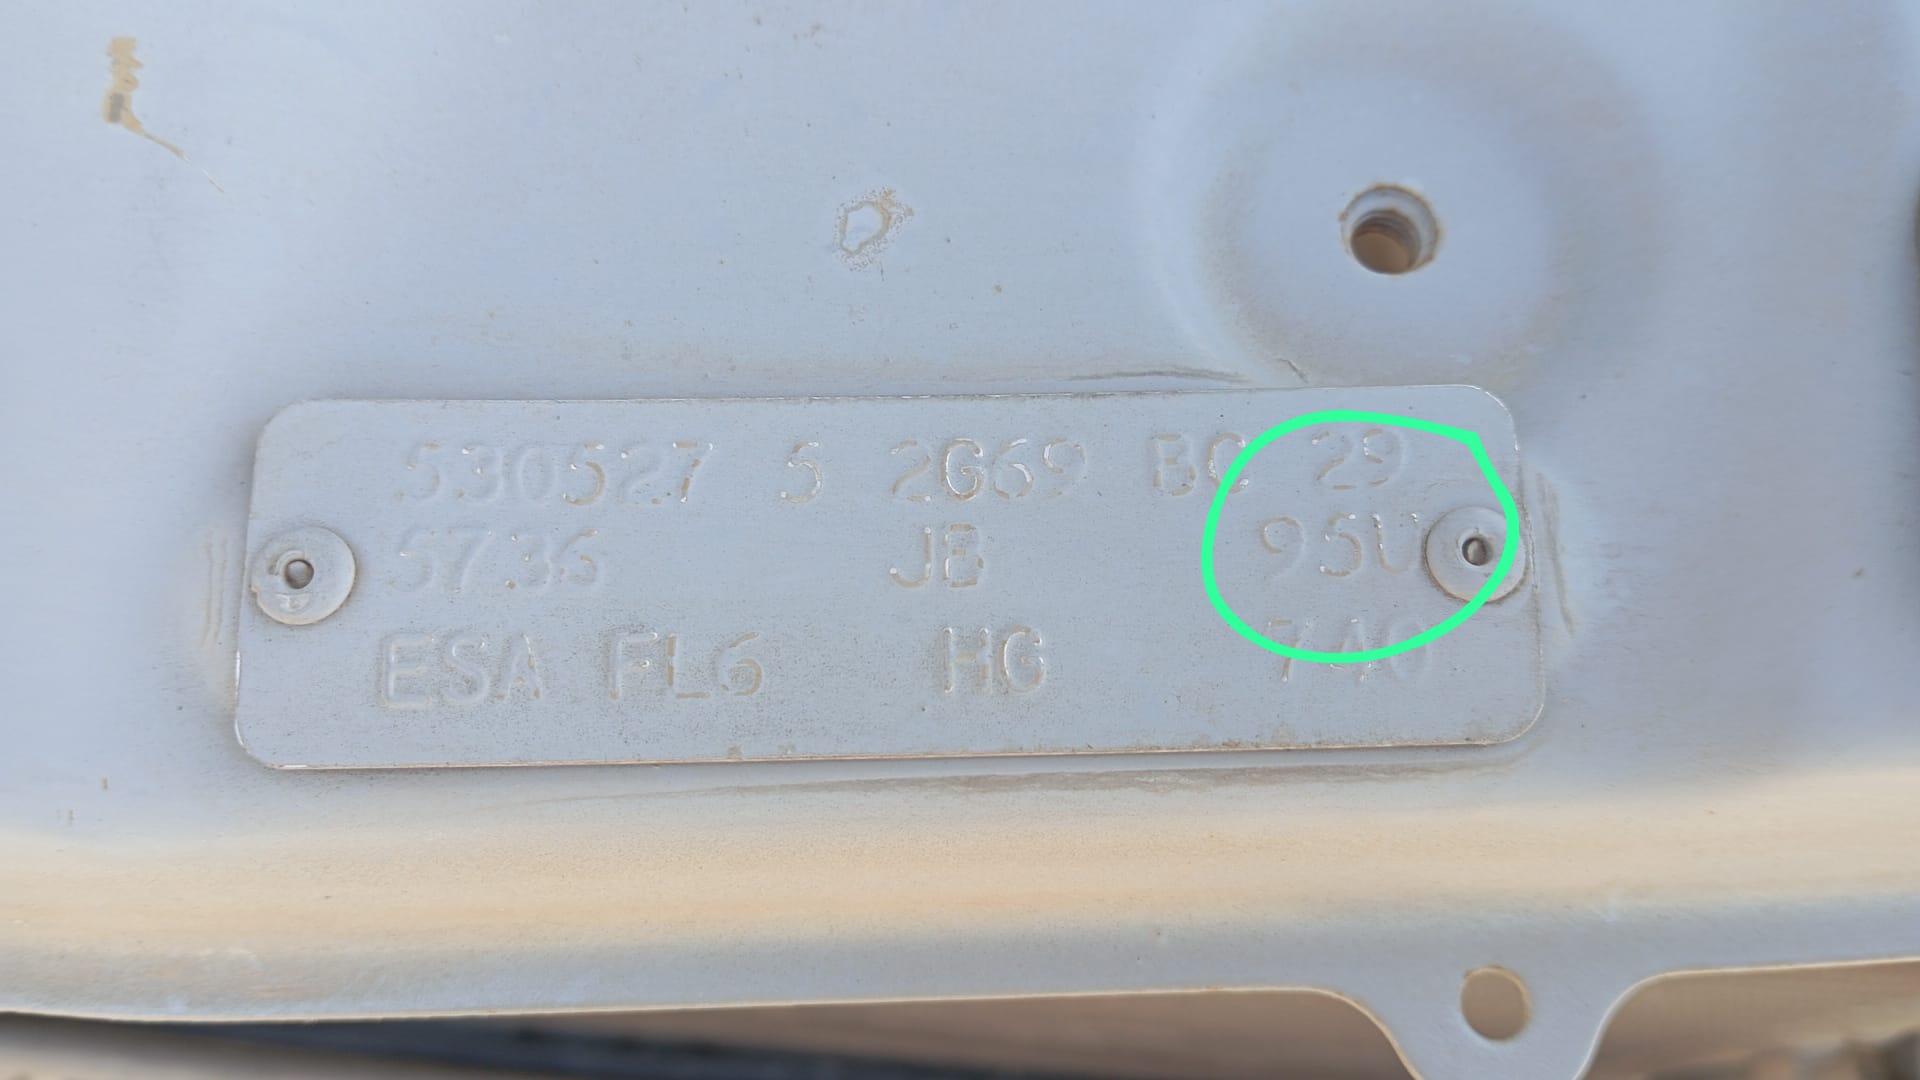 530527 5 2G69 BC 29
5736 JB 95U
ESA FL6 HG 740